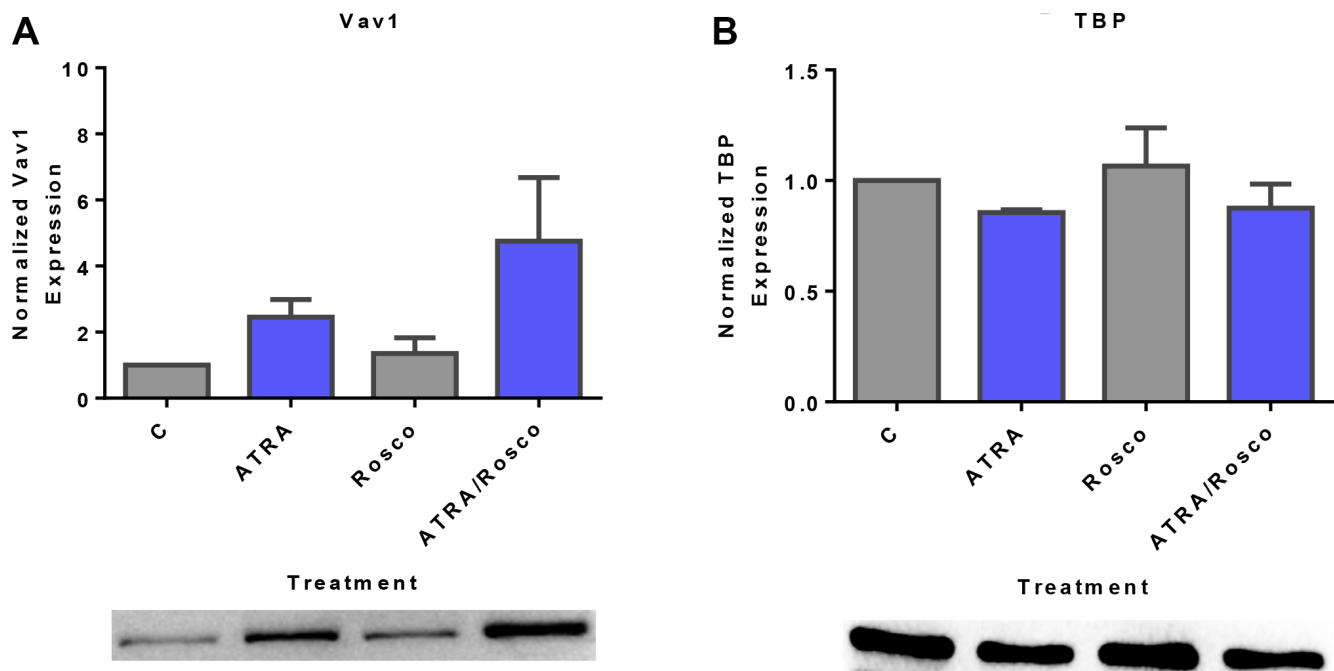 A
Vav1
Normalized Vav1
Expression
10
8
6
4
2
0
C
ATRA
Rosco
ATRA/Rosco
Treatment
B
TBP
Normalized TBP
Expression
1.5
1.0
0.5
0.0
C
ATRA
Rosco
ATRA/Rosco
Treatment